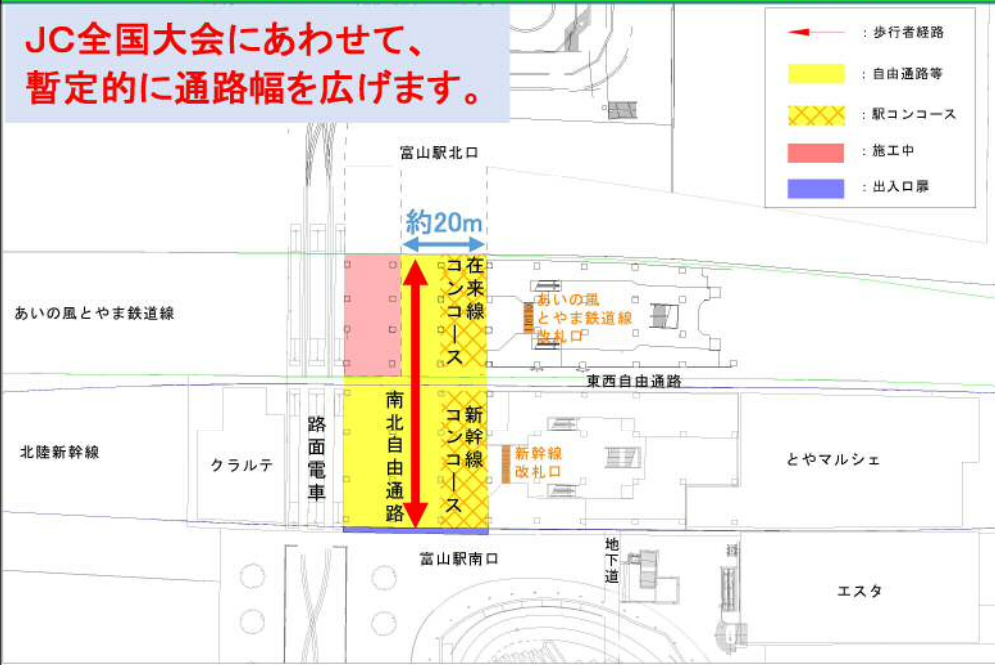 JC全国大会にあわせて、
暫定的に通路幅を広げます。
：歩行者経路
：自由通路等
：駅コンコース
：施工中
：出入口扉
富山駅北口
約20m
在来線
コンコース
あいの風
とやま鉄道線
改札口
あいの風とやま鉄道線
東西自由通路
南北自由通路
新幹線
コンコース
路面電車
北陸新幹線
クラルテ
新幹線
改札口
とやマルシェ
富山駅南口
地下道
エスタ